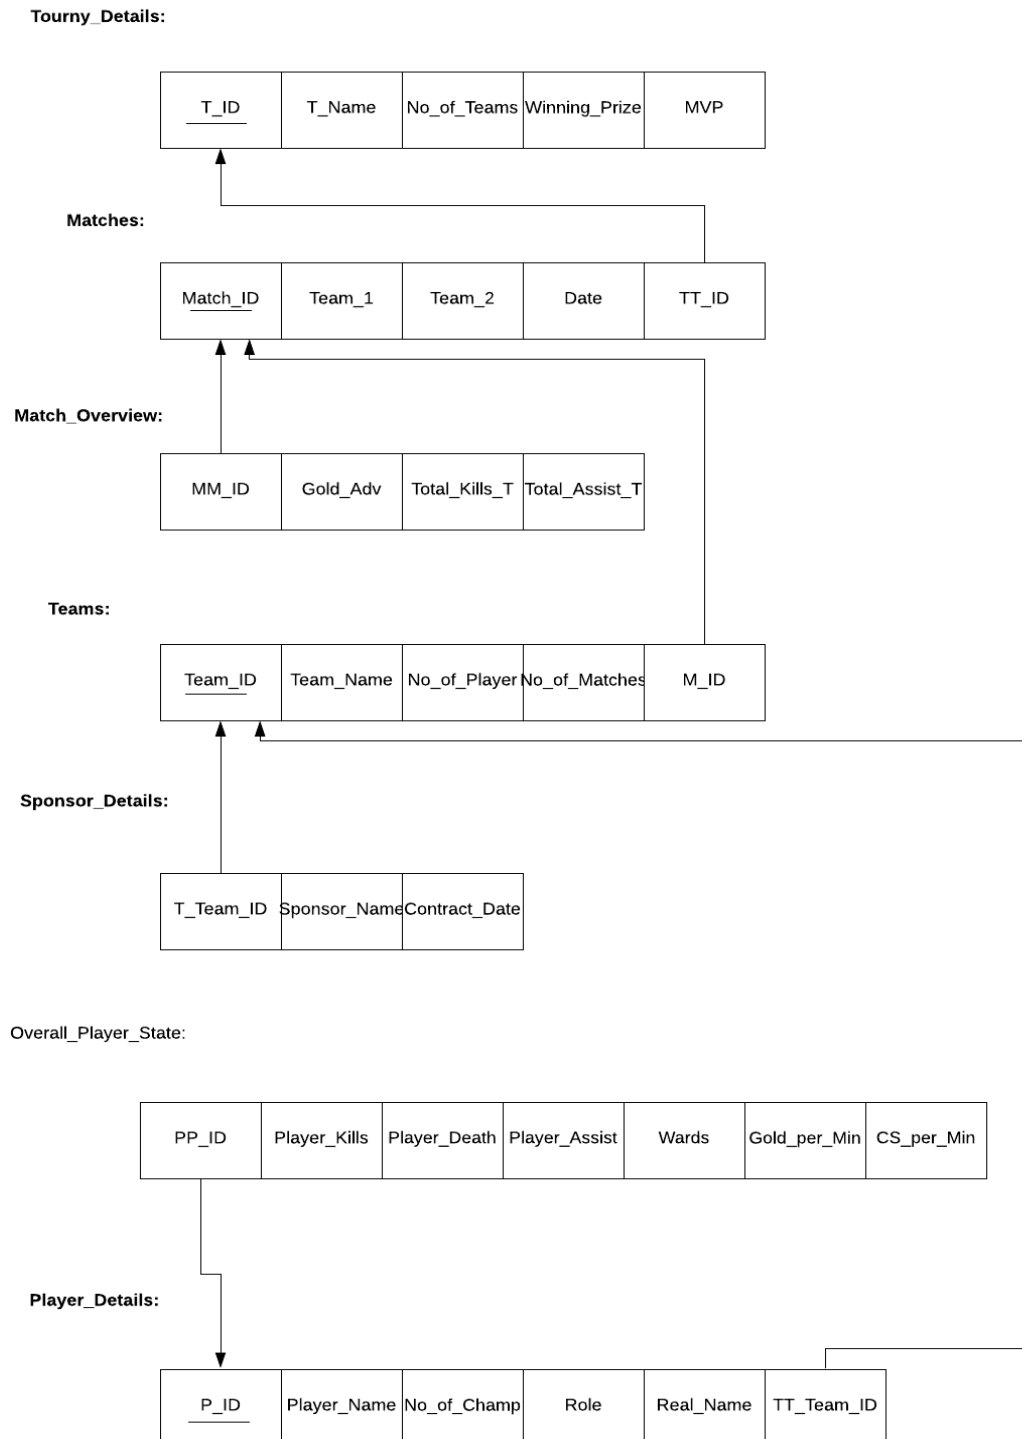 Tourny_Details:
T_ID T_Name No_of_Teams Winning_Prize MVP
Matches:
Match_ID Team_1 Team_2 Date TT_ID
Match_Overview:
MM_ID Gold_Adv Total_Kills_T Total_Assist_T
Teams:
Team_ID Team_Name No_of_Player No_of_Matches M_ID
Sponsor_Details:
T_Team_ID Sponsor_Name Contract_Date
Overall_Player_State:
PP_ID Player_Kills Player_Death Player_Assist Wards Gold_per_Min CS_per_Min
Player_Details:
P_ID Player_Name No_of_Champ Role Real_Name TT_Team_ID